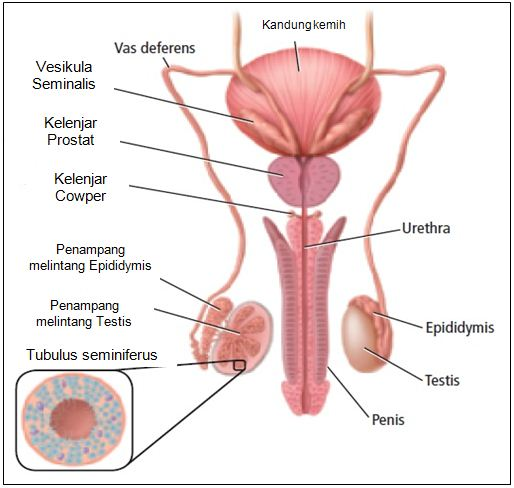 Kandung kemih
Vas deferens
Vesikula
Seminalis
Kelenjar
Prostat
Kelenjar
Cowper
Urethra
Penampang
melintang Epididymis
Penampang
melintang Testis
Epididymis
Tubulus seminiferus
Testis
Penis